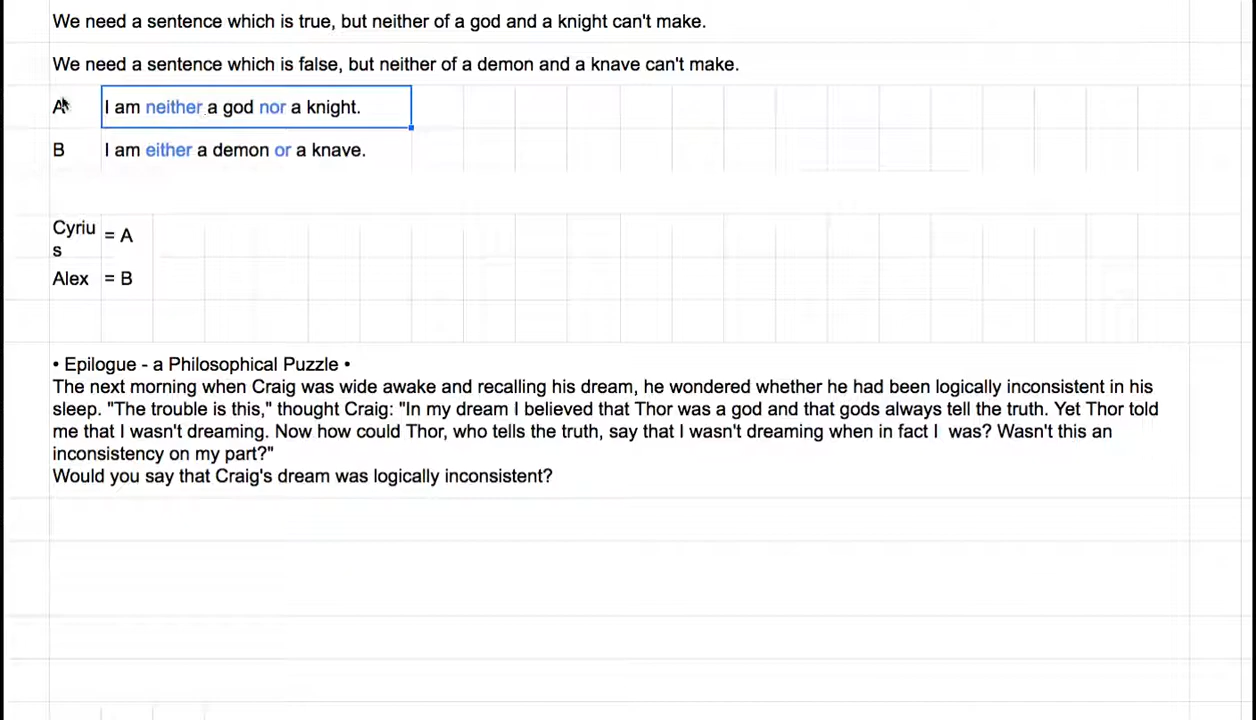 We need a sentence which is true, but neither of a god and a knight can't make.
We need a sentence which is false, but neither of a demon and a knave can't make.
A I am neither a god nor a knight.
B I am either a demon or a knave.
Cyriu
s = A
Alex = B
• Epilogue - a Philosophical Puzzle •
The next morning when Craig was wide awake and recalling his dream, he wondered whether he had been logically inconsistent in his
sleep. "The trouble is this," thought Craig: "In my dream I believed that Thor was a god and that gods always tell the truth. Yet Thor told
me that I wasn't dreaming. Now how could Thor, who tells the truth, say that I wasn't dreaming when in fact I was? Wasn't this an
inconsistency on my part?"
Would you say that Craig's dream was logically inconsistent?